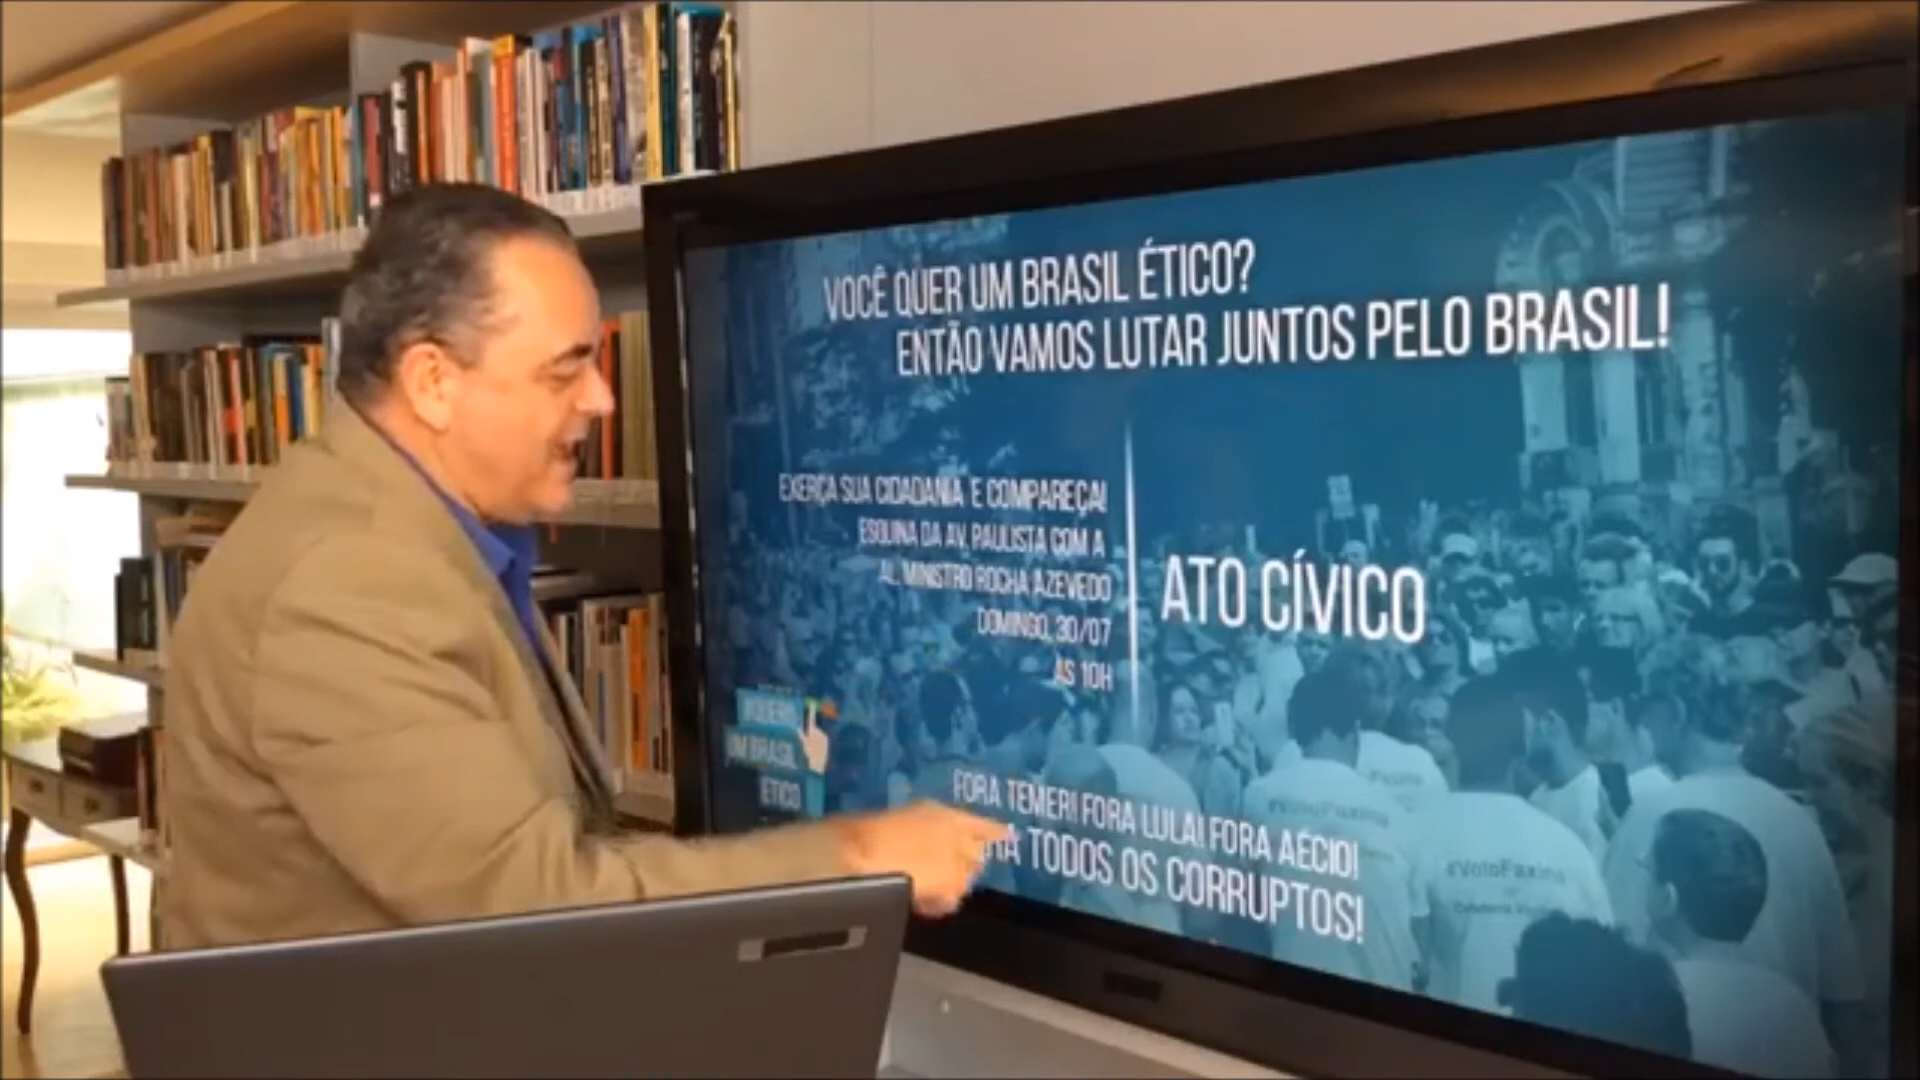 VOCÊ QUER UM BRASIL ÉTICO?
ENTÃO VAMOS LUTAR JUNTOS PELO BRASIL!
EXERÇA SUA CIDADANIA E COMPAREÇA!
ESQUINA DA AV. PAULISTA COM A
AL. MINISTRO ROCHA AZEVEDO
DOMINGO, 30/07
ÀS 10H
ATO CÍVICO
UM BRASIL
ÉTICO
FORA TEMER! FORA LULA! FORA AÉCIO!
TODOS OS CORRUPTOS!
#VotoFaxina
#VotoFaxina